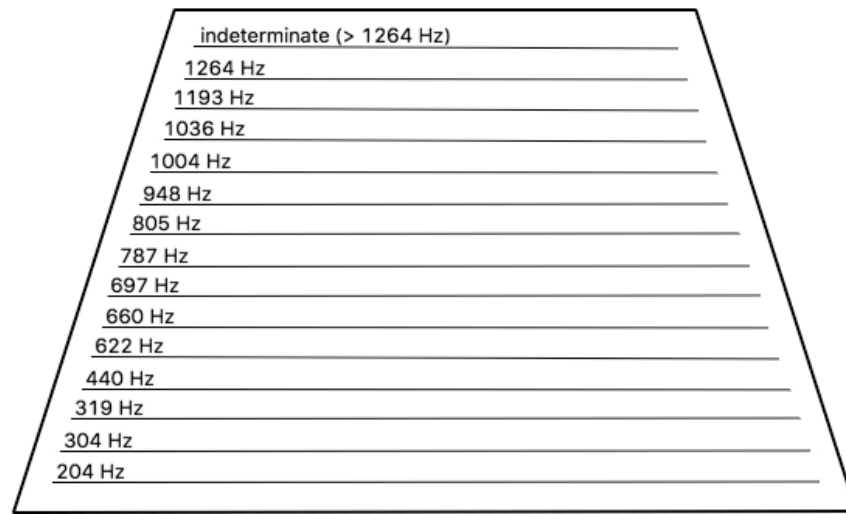 indeterminate (> 1264 Hz)
1264 Hz
1193 Hz
1036 Hz
1004 Hz
948 Hz
805 Hz
787 Hz
697 Hz
660 Hz
622 Hz
440 Hz
319 Hz
304 Hz
204 Hz